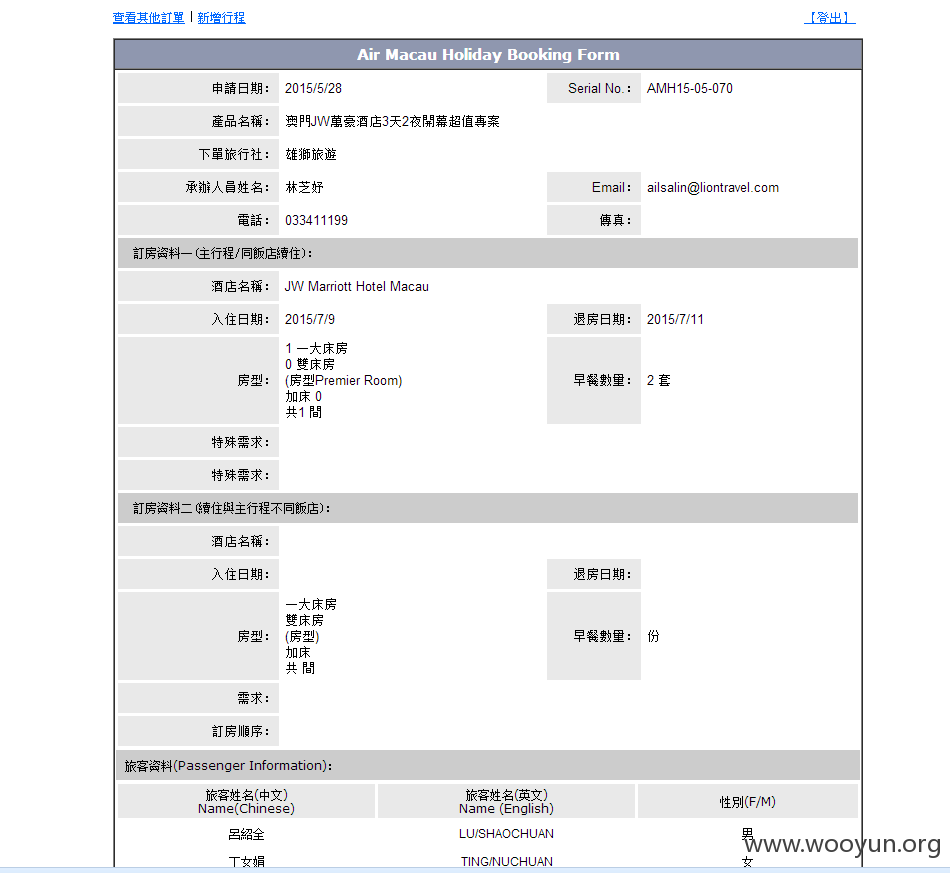 查看其他訂單 | 新增行程 【登出】
Air Macau Holiday Booking Form
申請日期： 2015/5/28 Serial No.： AMH15-05-070
產品名稱： 澳門JW萬豪酒店3天2夜開幕超值專案
下單旅行社： 雄獅旅遊
承辦人員姓名： 林芝妤 Email： ailsalin@liontravel.com
電話： 033411199 傳真：
訂房資料一 (主行程/同飯店續住)：
酒店名稱： JW Marriott Hotel Macau
入住日期： 2015/7/9 退房日期： 2015/7/11
1 一大床房
0 雙床房
房型： (房型Premier Room) 早餐數量： 2 套
加床 0
共1 間
特殊需求：
特殊需求：
訂房資料二 (續住與主行程不同飯店)：
酒店名稱：
入住日期： 退房日期：
一大床房
雙床房
房型： (房型) 早餐數量： 份
加床
共 間
需求：
訂房順序：
旅客資料(Passenger Information)：
旅客姓名(中文) 旅客姓名(英文) 性別(F/M)
Name(Chinese) Name (English)
呂紹全 LU/SHAOCHUAN 男
丁女娟 TING/NUCHUAN 女
www.wooyun.org